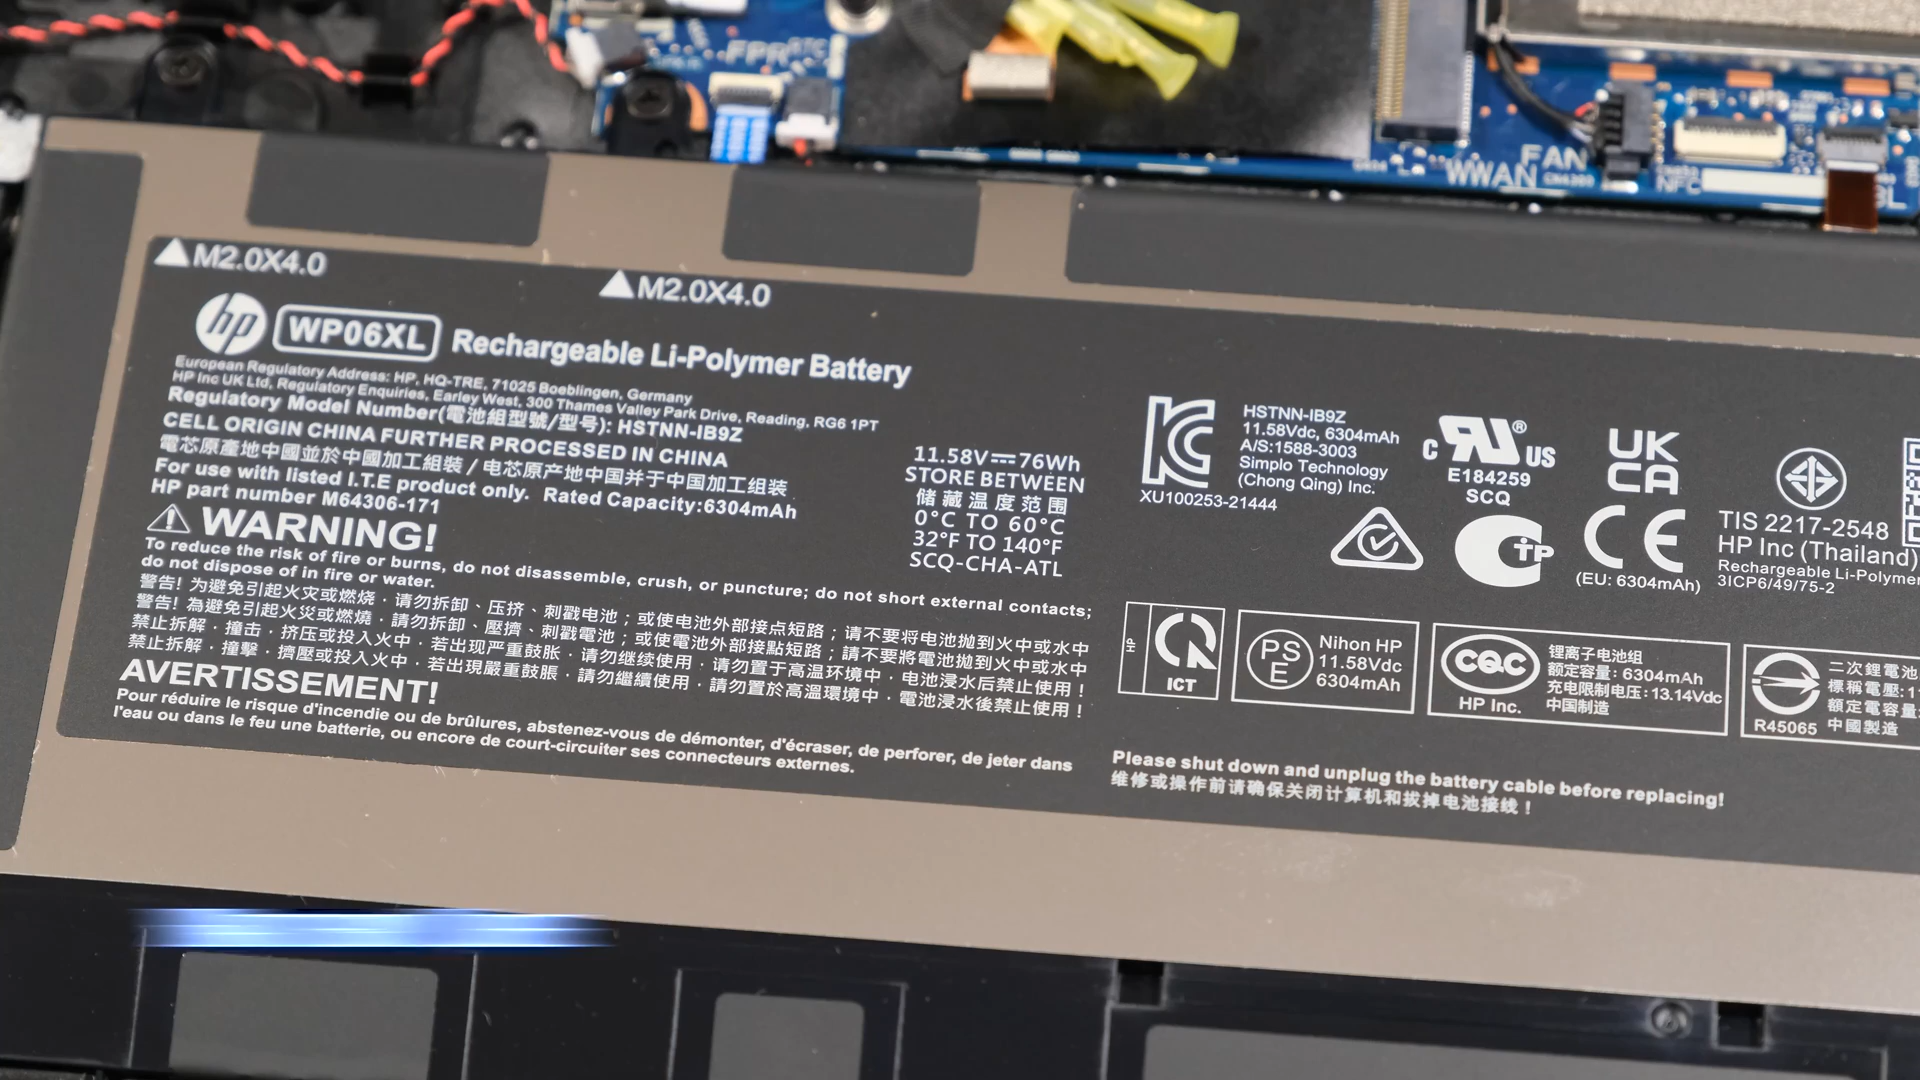 FPR
RTC
WWAN
FAN
NFC
M2.0X4.0
M2.0X4.0
hp WP06XL Rechargeable Li-Polymer Battery
European Regulatory Address: HP, HQ-TRE, 71025 Boeblingen, Germany
HP Inc UK Ltd, Regulatory Enquiries, Earley West, 300 Thames Valley Park Drive, Reading, RG6 1PT
Regulatory Model Number(電池組型號/型号): HSTNN-IB9Z
CELL ORIGIN CHINA FURTHER PROCESSED IN CHINA
電芯原產地中國並於中國加工組裝 / 电芯原产地中国并于中国加工组装
For use with listed I.T.E product only. Rated Capacity:6304mAh
HP part number M64306-171
WARNING!
To reduce the risk of fire or burns, do not disassemble, crush, or puncture; do not short external contacts;
do not dispose of in fire or water.
警告! 为避免引起火灾或燃烧，请勿拆卸、压挤、刺戳电池；或使电池外部接点短路；请不要将电池抛到火中或水中
警告! 為避免引起火災或燃燒，請勿拆卸、壓擠、刺戳電池；或使電池外部接點短路；請不要將電池拋到火中或水中
禁止拆解，撞击，挤压或投入火中，若出现严重鼓胀，请勿继续使用，请勿置于高温环境中，电池浸水后禁止使用！
禁止拆解，撞擊，擠壓或投入火中，若出現嚴重鼓脹，請勿繼續使用，請勿置於高溫環境中，電池浸水後禁止使用！
AVERTISSEMENT!
Pour réduire le risque d'incendie ou de brûlures, abstenez-vous de démonter, d'écraser, de perforer, de jeter dans
l'eau ou dans le feu une batterie, ou encore de court-circuiter ses connecteurs externes.
11.58V⎓76Wh
STORE BETWEEN
储藏温度范围
0°C TO 60°C
32°F TO 140°F
SCQ-CHA-ATL
HSTNN-IB9Z
11.58Vdc, 6304mAh
A/S:1588-3003
Simplo Technology
(Chong Qing) Inc.
XU100253-21444
c RU ® US
E184259
SCQ
UK
CA
TP
CE
(EU: 6304mAh)
TIS 2217-2548
HP Inc (Thailand)
Rechargeable Li-Polymer
3ICP6/49/75-2
HP
ICT
PS
E
Nihon HP
11.58Vdc
6304mAh
CQC
HP Inc.
锂离子电池组
额定容量: 6304mAh
充电限制电压: 13.14Vdc
中国制造
R45065
二次鋰電池
標稱電壓:
額定電容量
中國製造
Please shut down and unplug the battery cable before replacing!
维修或操作前请确保关闭计算机和拔掉电池接线！